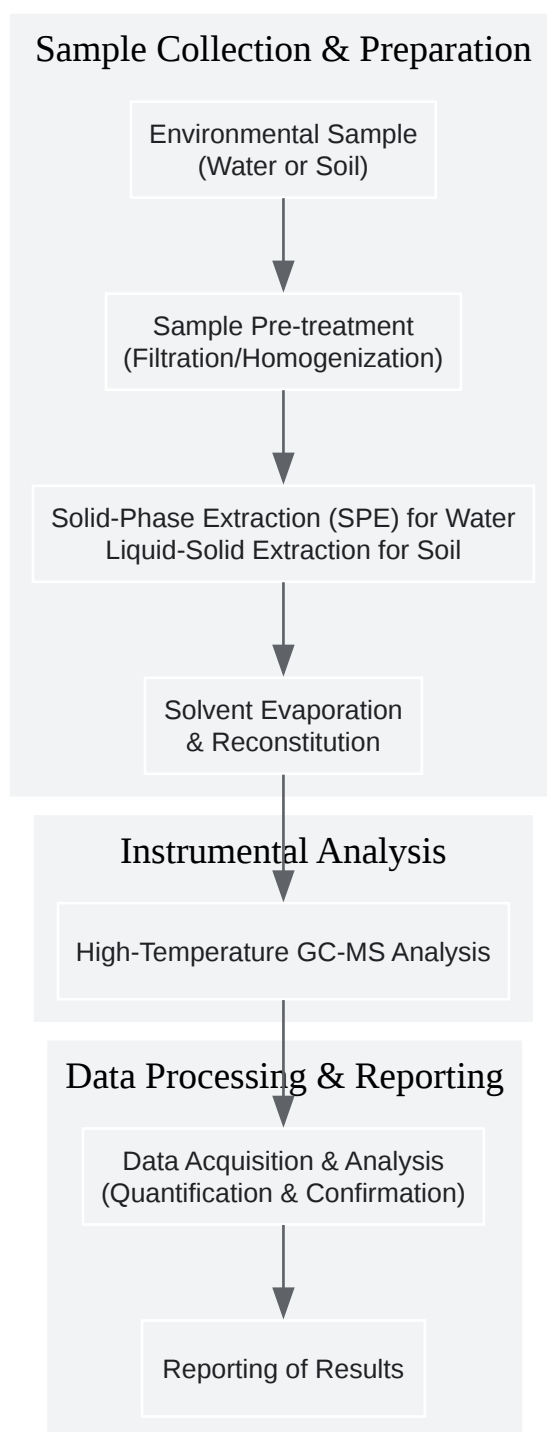 Sample Collection & Preparation
Environmental Sample
(Water or Soil)
Sample Pre-treatment
(Filtration/Homogenization)
Solid-Phase Extraction (SPE) for Water
Liquid-Solid Extraction for Soil
Solvent Evaporation
& Reconstitution
Instrumental Analysis
High-Temperature GC-MS Analysis
Data Processing & Reporting
Data Acquisition & Analysis
(Quantification & Confirmation)
Reporting of Results